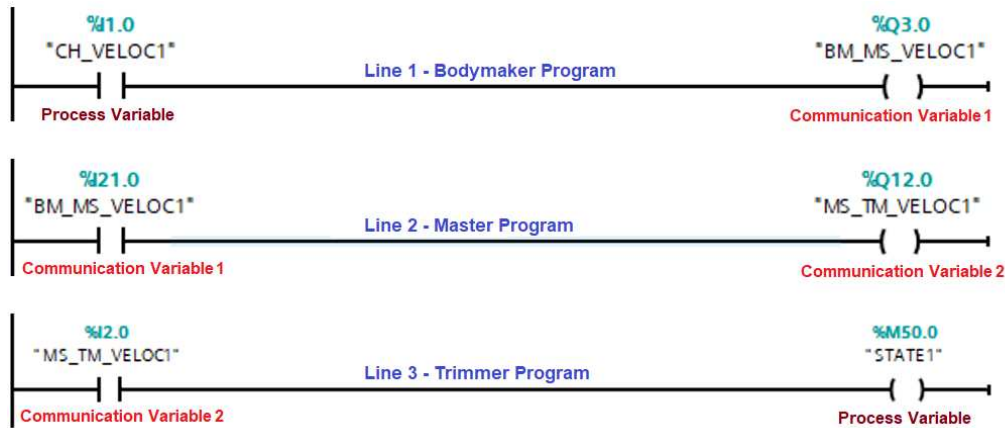 %I1.0 %Q3.0
"CH_VELOC1" "BM_MS_VELOC1"
Line 1 - Bodymaker Program
Process Variable Communication Variable 1
%I21.0 %Q12.0
"BM_MS_VELOC1" "MS_TM_VELOC1"
Line 2 - Master Program
Communication Variable 1 Communication Variable 2
%I2.0 %M50.0
"MS_TM_VELOC1" "STATE1"
Line 3 - Trimmer Program
Communication Variable 2 Process Variable